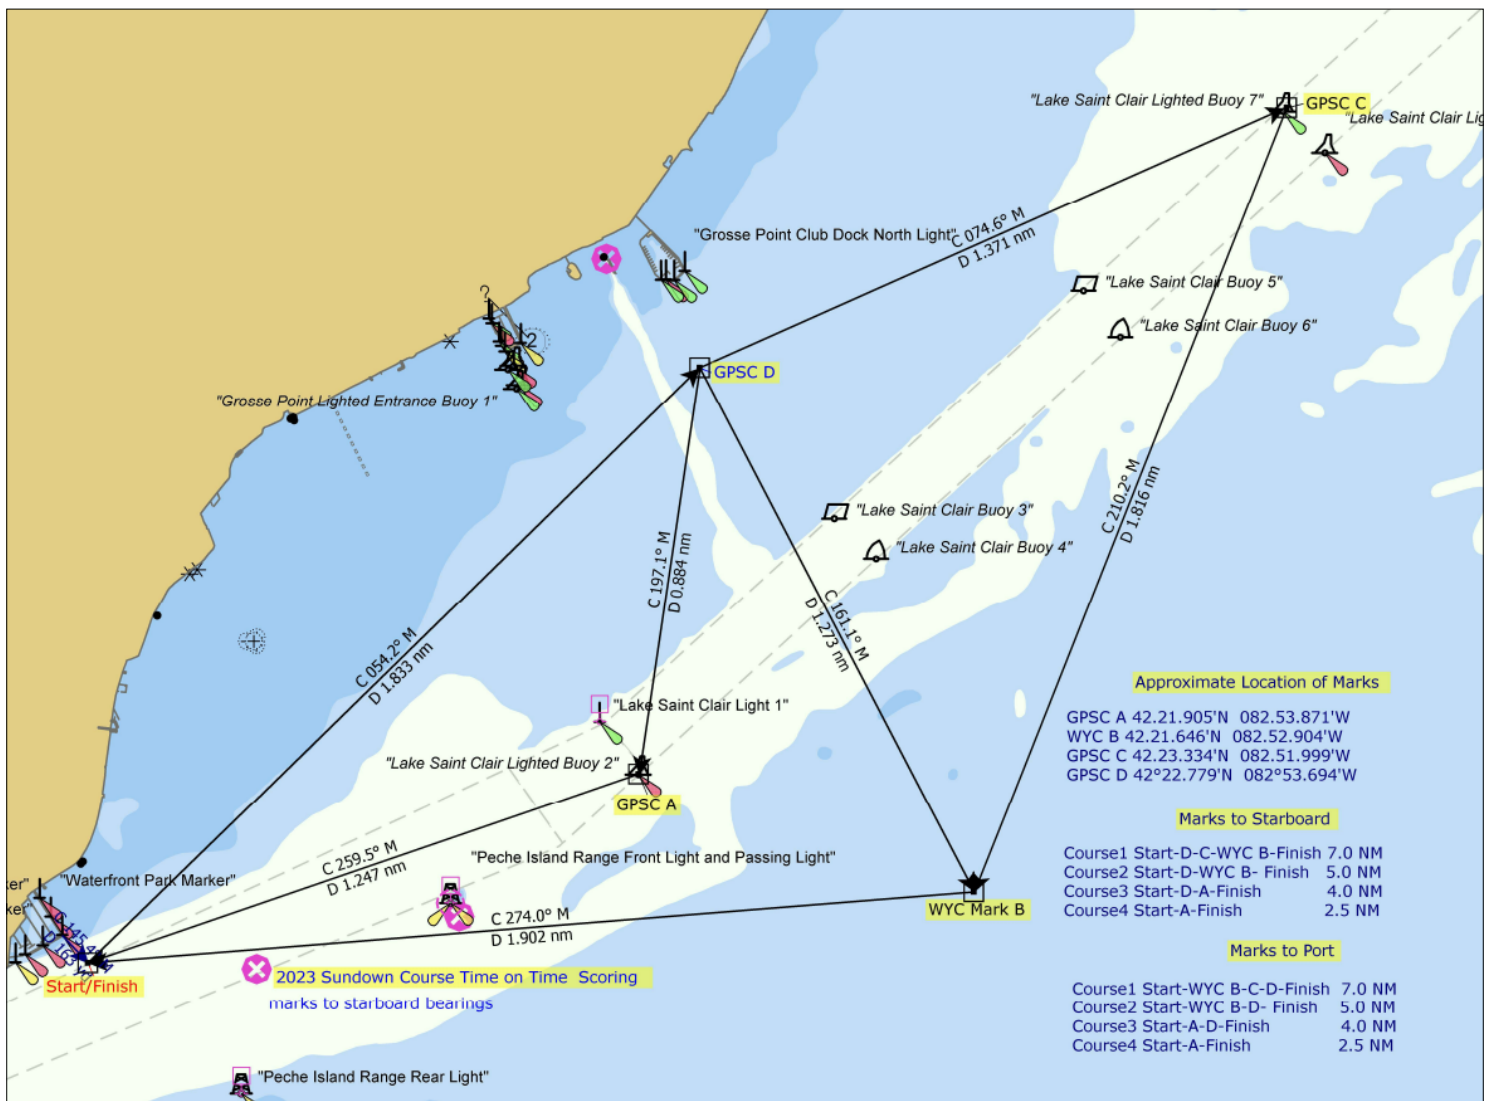 "Lake Saint Clair Lighted Buoy 7"
GPSC C
"Lake Saint Clair Lig
"Grosse Point Club Dock North Light"
C 074.6° M
D 1.371 nm
"Lake Saint Clair Buoy 5"
"Lake Saint Clair Buoy 6"
?
2
GPSC D
"Grosse Point Lighted Entrance Buoy 1"
C 210.2° M
D 1.816 nm
"Lake Saint Clair Buoy 3"
"Lake Saint Clair Buoy 4"
C 197.1° M
D 0.884 nm
C 161.1° M
D 1.273 nm
C 054.2° M
D 1.833 nm
"Lake Saint Clair Light 1"
"Lake Saint Clair Lighted Buoy 2"
GPSC A
Approximate Location of Marks
GPSC A 42.21.905'N 082.53.871'W
WYC B 42.21.646'N 082.52.904'W
GPSC C 42.23.334'N 082.51.999'W
GPSC D 42°22.779'N 082°53.694'W
Marks to Starboard
Course1 Start-D-C-WYC B-Finish 7.0 NM
Course2 Start-D-WYC B- Finish 5.0 NM
Course3 Start-D-A-Finish 4.0 NM
Course4 Start-A-Finish 2.5 NM
C 259.5° M
D 1.247 nm
"Peche Island Range Front Light and Passing Light"
ker"
"Waterfront Park Marker"
ker"
WYC Mark B
C 274.0° M
D 1.902 nm
Start/Finish
2023 Sundown Course Time on Time Scoring
marks to starboard bearings
Marks to Port
Course1 Start-WYC B-C-D-Finish 7.0 NM
Course2 Start-WYC B-D- Finish 5.0 NM
Course3 Start-A-D-Finish 4.0 NM
Course4 Start-A-Finish 2.5 NM
"Peche Island Range Rear Light"